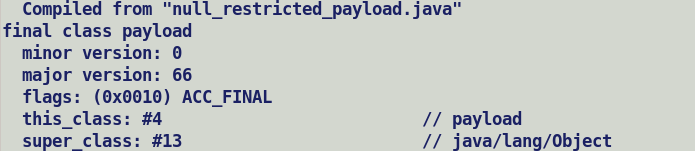 Compiled from "null_restricted_payload.java"
final class payload
minor version: 0
major version: 66
flags: (0x0010) ACC_FINAL
this_class: #4 // payload
super_class: #13 // java/lang/Object